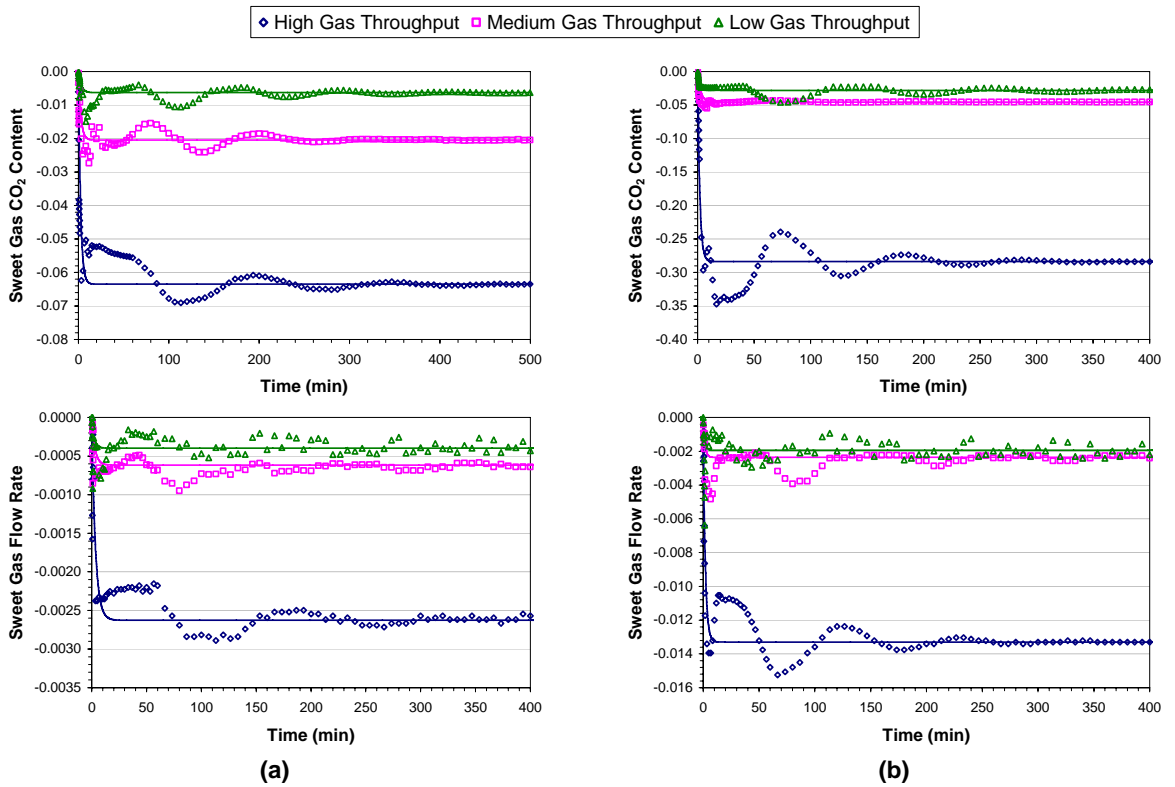 High Gas Throughput Medium Gas Throughput Low Gas Throughput
Sweet Gas CO₂ Content
0.00
-0.01
-0.02
-0.03
-0.04
-0.05
-0.06
-0.07
-0.08
0 100 200 300 400 500
Time (min)
Sweet Gas CO₂ Content
0.00
-0.05
-0.10
-0.15
-0.20
-0.25
-0.30
-0.35
-0.40
0 50 100 150 200 250 300 350 400
Time (min)
Sweet Gas Flow Rate
0.0000
-0.0005
-0.0010
-0.0015
-0.0020
-0.0025
-0.0030
-0.0035
0 50 100 150 200 250 300 350 400
Time (min)
(a)
Sweet Gas Flow Rate
0.000
-0.002
-0.004
-0.006
-0.008
-0.010
-0.012
-0.014
-0.016
0 50 100 150 200 250 300 350 400
Time (min)
(b)